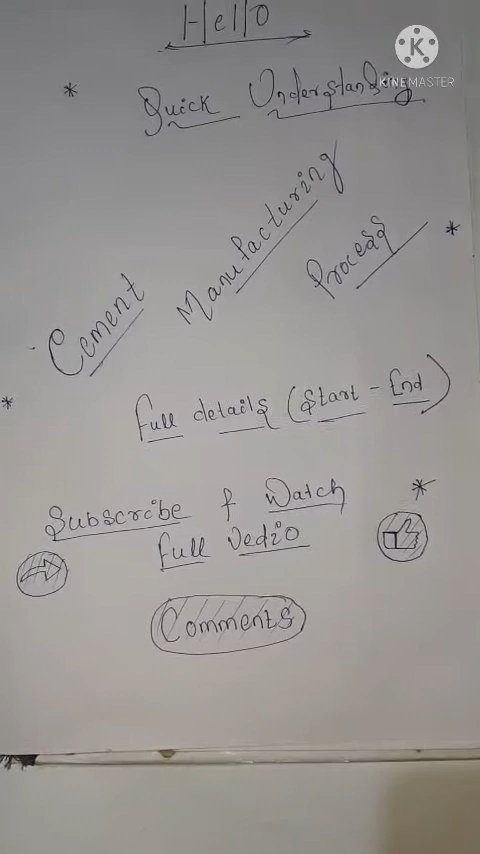 Hello
KINEMASTER
Quick Understanding
Cement Manufacturing Process
Full details (Start - End)
Subscribe f Watch
full vedio
Comments